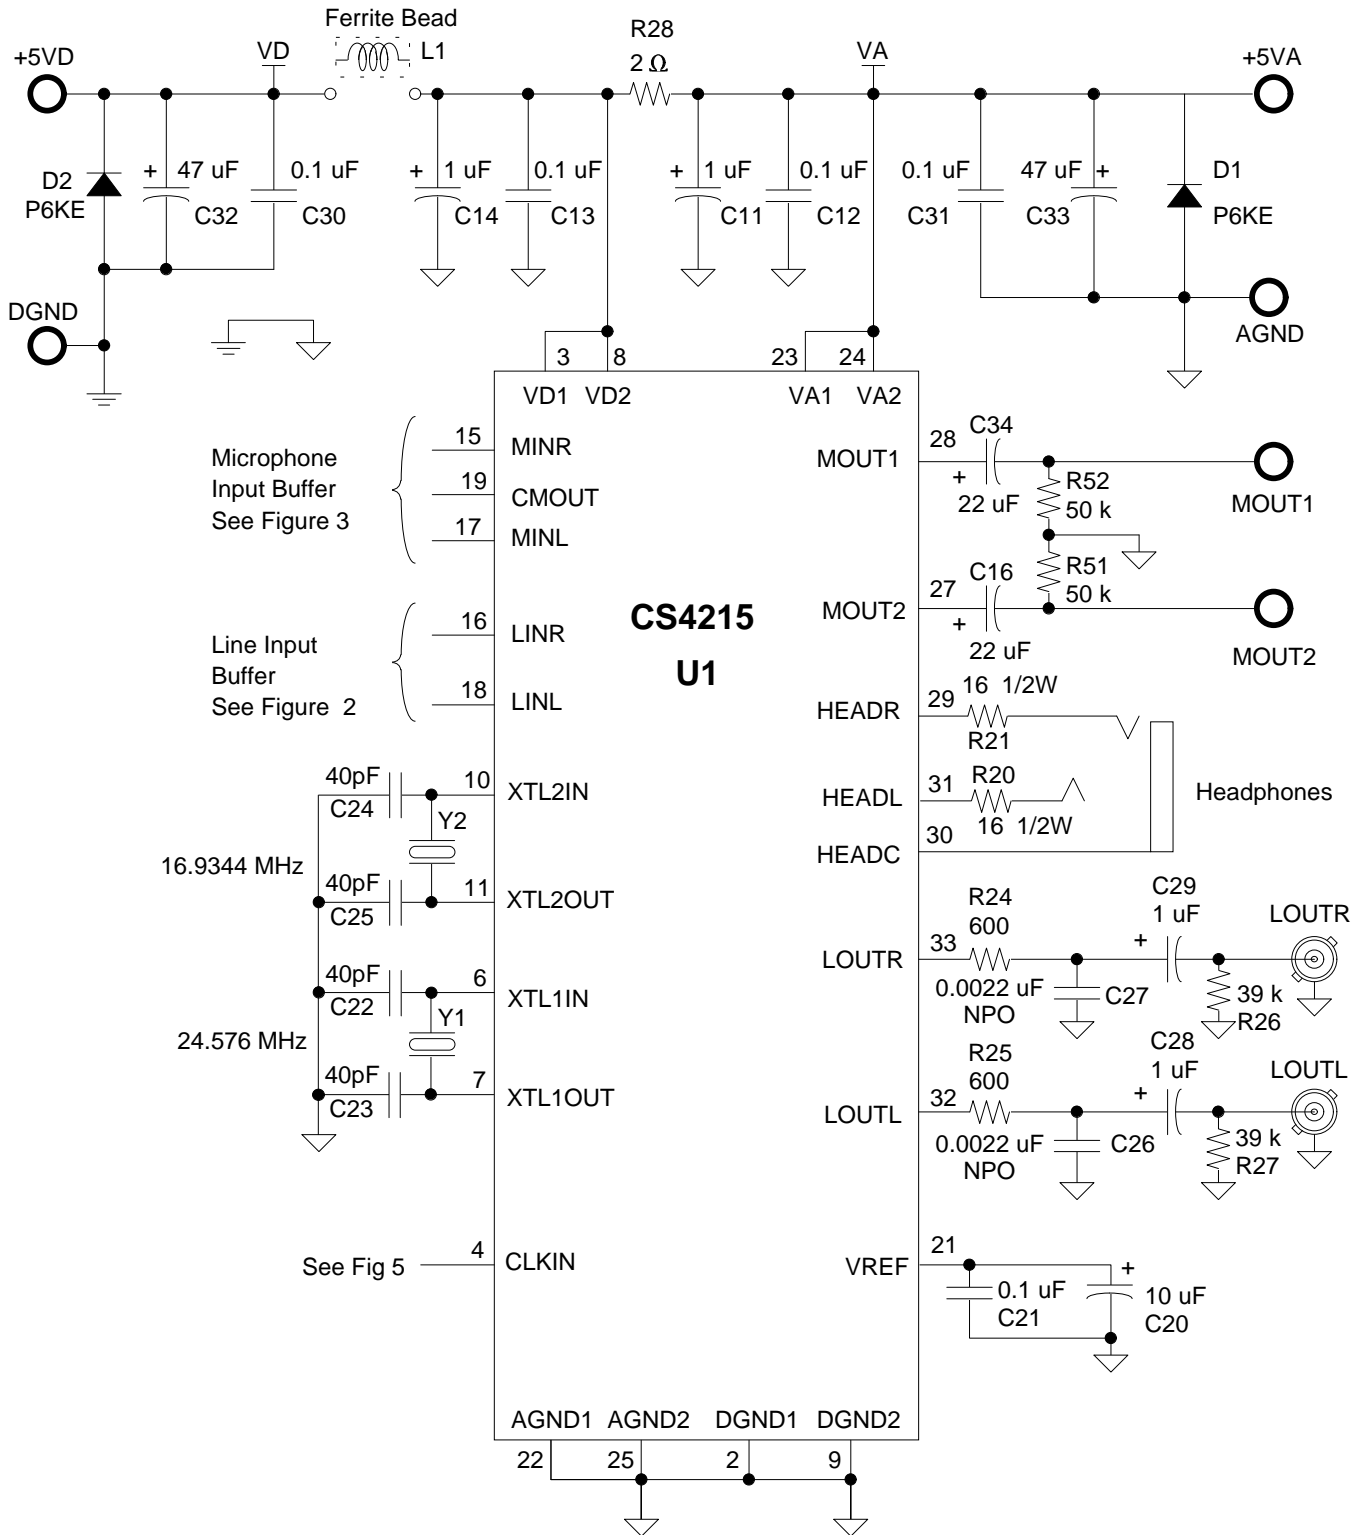 Ferrite Bead
L1
R28
2 Ω
+5VD
VD
VA
+5VA
D2
P6KE
+
47 uF
C32
0.1 uF
C30
+
1 uF
C14
0.1 uF
C13
+
1 uF
C11
0.1 uF
C12
0.1 uF
C31
47 uF
+
C33
D1
P6KE
DGND
AGND
3
8
23
24
VD1
VD2
VA1
VA2
Microphone
Input Buffer
See Figure 3
15
MINR
19
CMOUT
17
MINL
Line Input
Buffer
See Figure 2
16
LINR
18
LINL
CS4215
U1
MOUT1
28
C34
+
22 uF
R52
50 k
MOUT1
R51
50 k
MOUT2
27
C16
+
22 uF
MOUT2
HEADR
29
16 1/2W
R21
HEADL
31
R20
16 1/2W
HEADC
30
Headphones
40pF
C24
10
XTL2IN
Y2
16.9344 MHz
40pF
C25
11
XTL2OUT
40pF
C22
6
XTL1IN
Y1
24.576 MHz
40pF
C23
7
XTL1OUT
LOUTR
33
R24
600
0.0022 uF
NPO
C27
C29
1 uF
+
39 k
R26
LOUTR
LOUTL
32
R25
600
0.0022 uF
NPO
C26
C28
1 uF
+
39 k
R27
LOUTL
See Fig 5
4
CLKIN
VREF
21
0.1 uF
C21
+
10 uF
C20
AGND1
AGND2
DGND1
DGND2
22
25
2
9